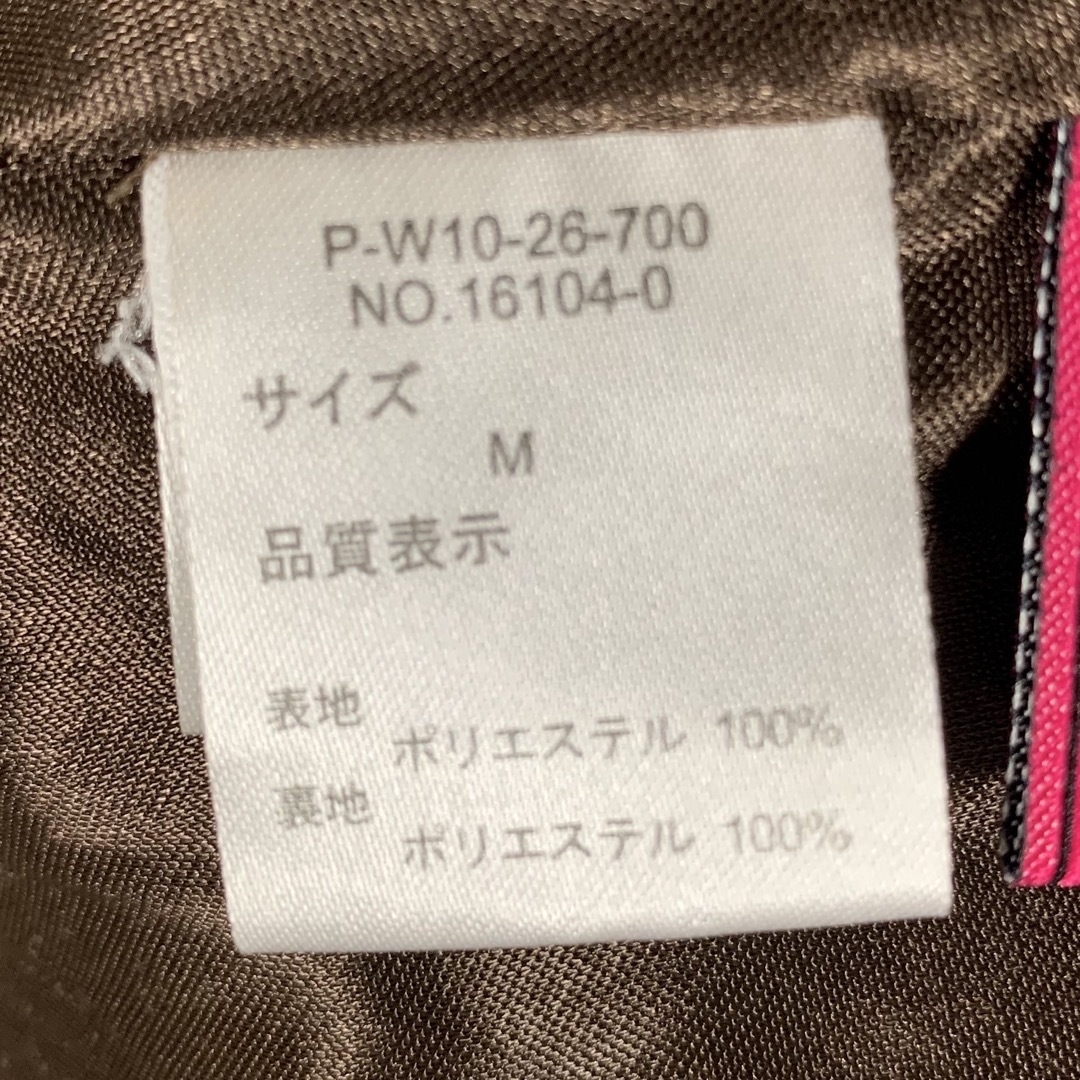 P-W10-26-700
NO.16104-0
サイズ
M
品質表示
表地
ポリエステル 100%
裏地
ポリエステル 100%